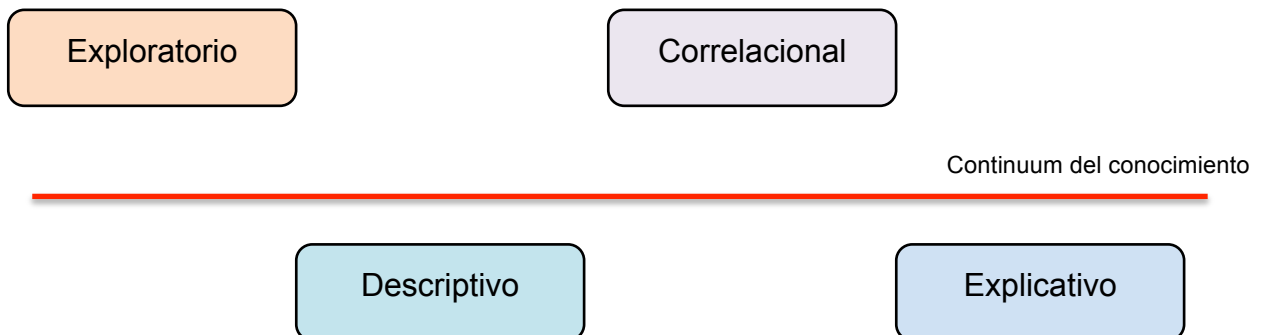 Exploratorio
Correlacional
Continuum del conocimiento
Descriptivo
Explicativo